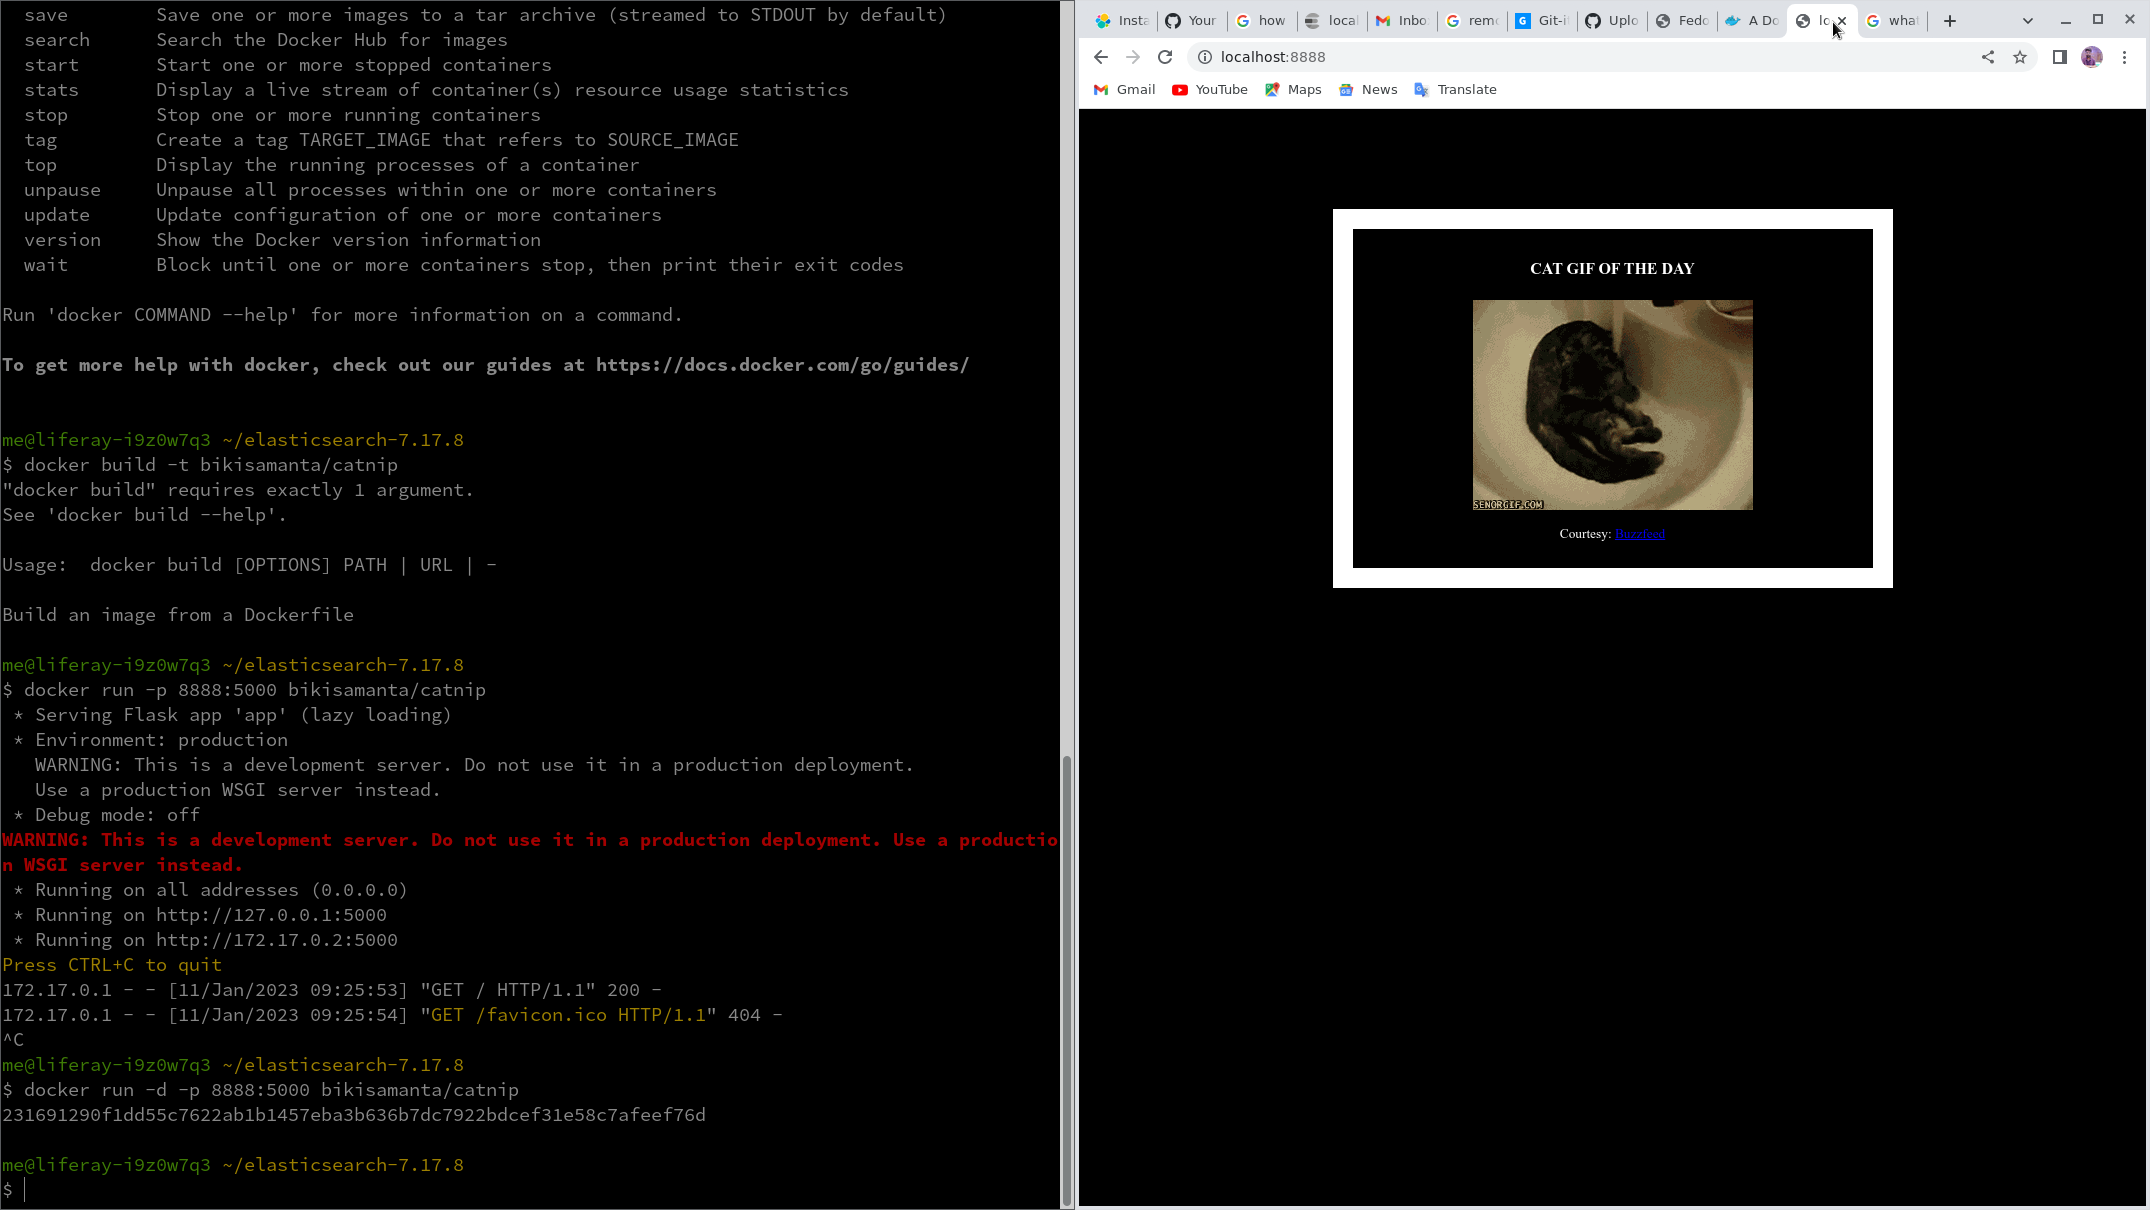 save        Save one or more images to a tar archive (streamed to STDOUT by default)
search      Search the Docker Hub for images
start       Start one or more stopped containers
stats       Display a live stream of container(s) resource usage statistics
stop        Stop one or more running containers
tag         Create a tag TARGET_IMAGE that refers to SOURCE_IMAGE
top         Display the running processes of a container
unpause     Unpause all processes within one or more containers
update      Update configuration of one or more containers
version     Show the Docker version information
wait        Block until one or more containers stop, then print their exit codes
Run 'docker COMMAND --help' for more information on a command.
To get more help with docker, check out our guides at https://docs.docker.com/go/guides/
me@liferay-i9z0w7q3 ~/elasticsearch-7.17.8
$ docker build -t bikisamanta/catnip
"docker build" requires exactly 1 argument.
See 'docker build --help'.
Usage:  docker build [OPTIONS] PATH | URL | -
Build an image from a Dockerfile
me@liferay-i9z0w7q3 ~/elasticsearch-7.17.8
$ docker run -p 8888:5000 bikisamanta/catnip
* Serving Flask app 'app' (lazy loading)
* Environment: production
WARNING: This is a development server. Do not use it in a production deployment.
Use a production WSGI server instead.
* Debug mode: off
WARNING: This is a development server. Do not use it in a production deployment. Use a productio
n WSGI server instead.
* Running on all addresses (0.0.0.0)
* Running on http://127.0.0.1:5000
* Running on http://172.17.0.2:5000
Press CTRL+C to quit
172.17.0.1 - - [11/Jan/2023 09:25:53] "GET / HTTP/1.1" 200 -
172.17.0.1 - - [11/Jan/2023 09:25:54] "GET /favicon.ico HTTP/1.1" 404 -
^C
me@liferay-i9z0w7q3 ~/elasticsearch-7.17.8
$ docker run -d -p 8888:5000 bikisamanta/catnip
231691290f1dd55c7622ab1b1457eba3b636b7dc7922bdcef31e58c7afeef76d
me@liferay-i9z0w7q3 ~/elasticsearch-7.17.8
$
Insta Your how local Inbo remo Git-i Uplo Fedo A Do lo what
localhost:8888
Gmail YouTube Maps News Translate
CAT GIF OF THE DAY
SENORGIF.COM
Courtesy: Buzzfeed